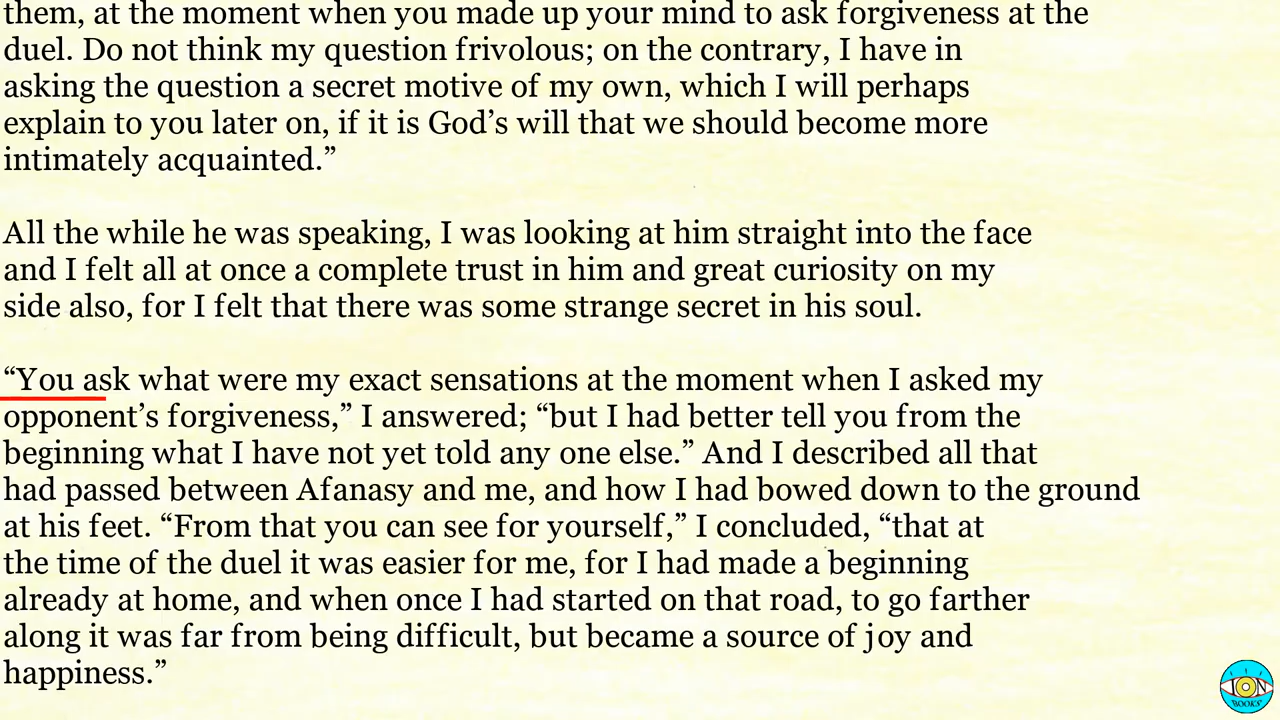 them, at the moment when you made up your mind to ask forgiveness at the
duel. Do not think my question frivolous; on the contrary, I have in
asking the question a secret motive of my own, which I will perhaps
explain to you later on, if it is God’s will that we should become more
intimately acquainted.”
All the while he was speaking, I was looking at him straight into the face
and I felt all at once a complete trust in him and great curiosity on my
side also, for I felt that there was some strange secret in his soul.
“You ask what were my exact sensations at the moment when I asked my
opponent’s forgiveness,” I answered; “but I had better tell you from the
beginning what I have not yet told any one else.” And I described all that
had passed between Afanasy and me, and how I had bowed down to the ground
at his feet. “From that you can see for yourself,” I concluded, “that at
the time of the duel it was easier for me, for I had made a beginning
already at home, and when once I had started on that road, to go farther
along it was far from being difficult, but became a source of joy and
happiness.”
ION
BOOKS